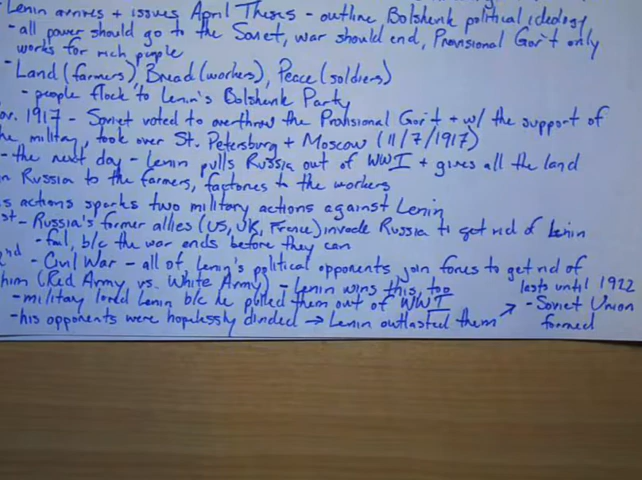 Lenin arrives + issues April Theses - outline Bolshevik political ideology
- all power should go to the Soviet, war should end, Provisional Gov't only
works for rich people
- Land (farmers), Bread (workers), Peace (soldiers)
- people flock to Lenin's Bolshevik Party
ov. 1917 - Soviet voted to overthrow the Provisional Gov't + w/ the support of
he military, took over St. Petersburg + Moscow (11/7/1917)
- the next day - Lenin pulls Russia out of WWI + gives all the land
in Russia to the farmers, factories to the workers
s actions sparks two military actions against Lenin
st - Russia's former allies (US, UK, France) invade Russia to get rid of Lenin
- fail, b/c the war ends before they can
nd - Civil War - all of Lenin's political opponents join forces to get rid of
him (Red Army vs. White Army) - Lenin wins this, too
lasts until 1922
- military loved Lenin b/c he pulled them out of WWI
- Soviet Union
formed
- his opponents were hopelessly divided → Lenin outlasted them